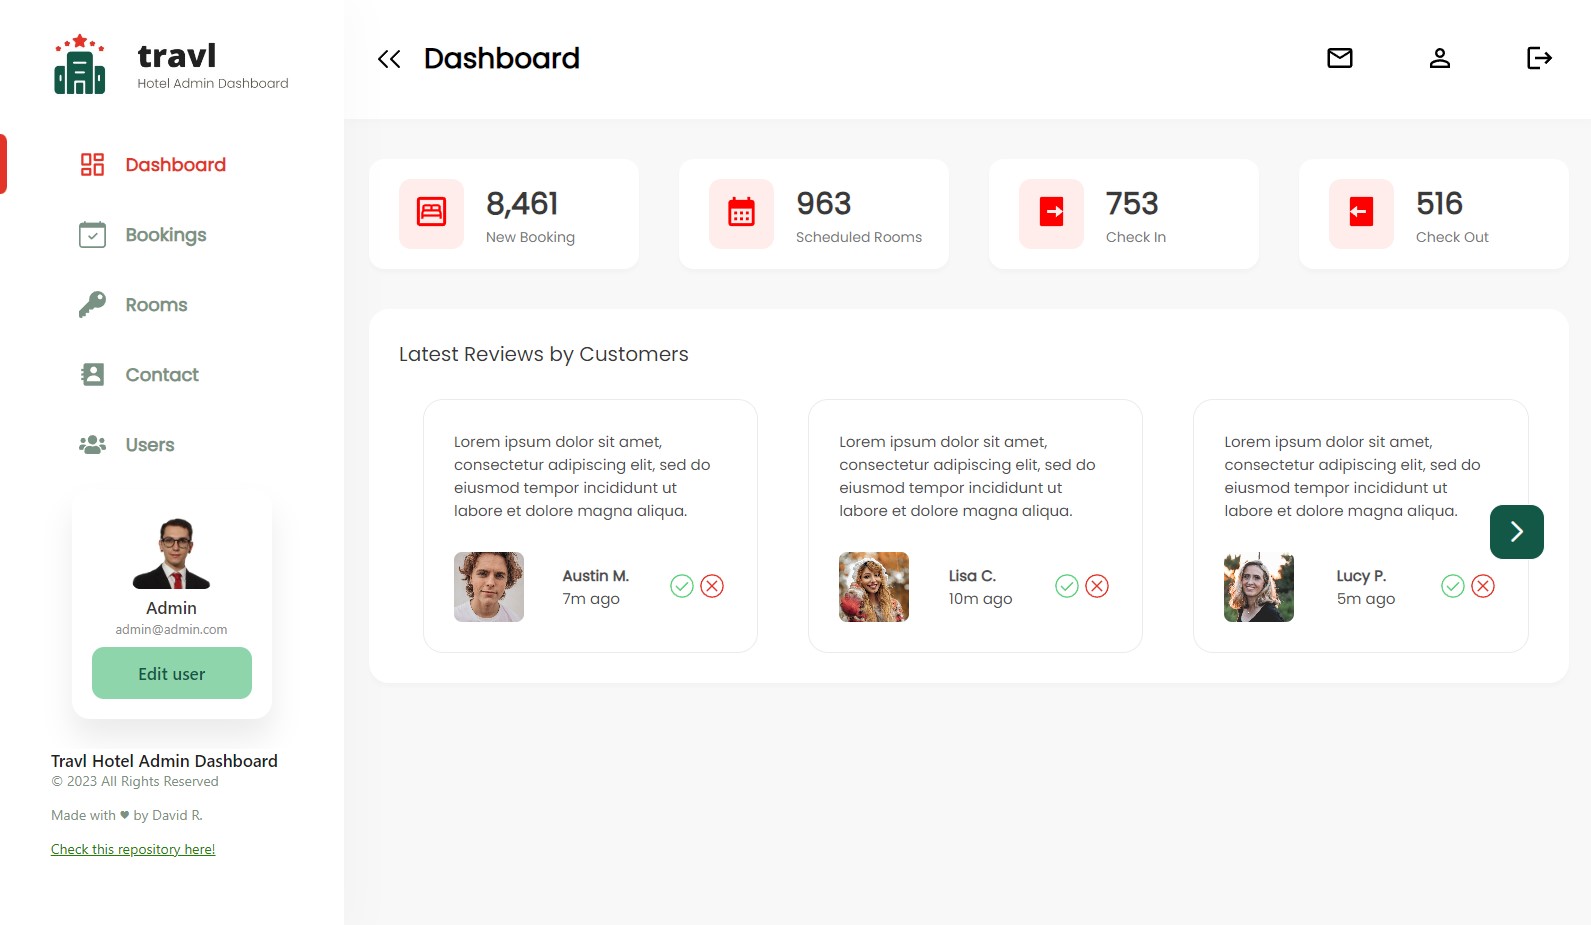 travl
Hotel Admin Dashboard
Dashboard
Bookings
Rooms
Contact
Users
Admin
admin@admin.com
Edit user
Travl Hotel Admin Dashboard
© 2023 All Rights Reserved
Made with ♥ by David R.
Check this repository here!
Dashboard
8,461
New Booking
963
Scheduled Rooms
753
Check In
516
Check Out
Latest Reviews by Customers
Lorem ipsum dolor sit amet,
consectetur adipiscing elit, sed do
eiusmod tempor incididunt ut
labore et dolore magna aliqua.
Austin M.
7m ago
Lorem ipsum dolor sit amet,
consectetur adipiscing elit, sed do
eiusmod tempor incididunt ut
labore et dolore magna aliqua.
Lisa C.
10m ago
Lorem ipsum dolor sit amet,
consectetur adipiscing elit, sed do
eiusmod tempor incididunt ut
labore et dolore magna aliqua.
Lucy P.
5m ago